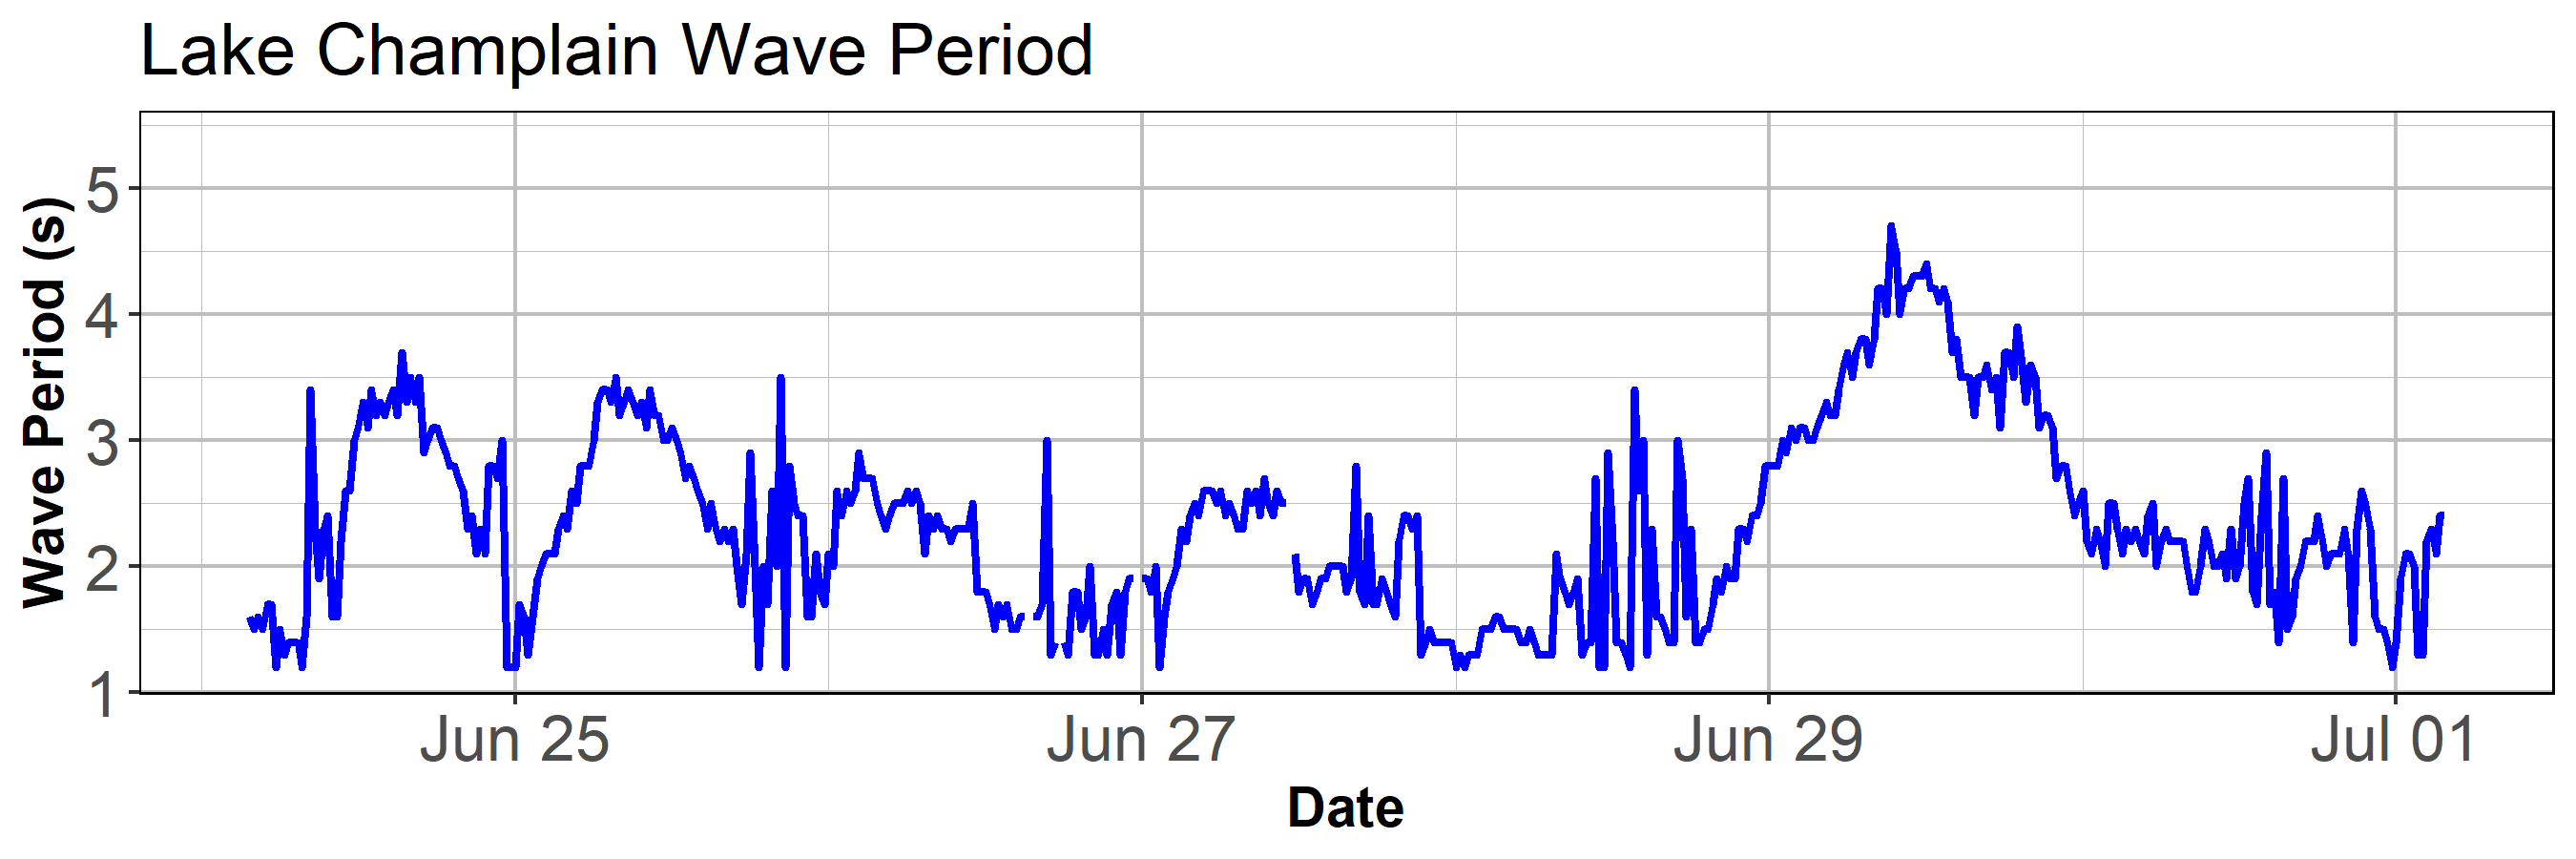 Lake Champlain Wave Period
Wave Period (s)
5
4
3
2
1
Jun 25
Jun 27
Jun 29
Jul 01
Date